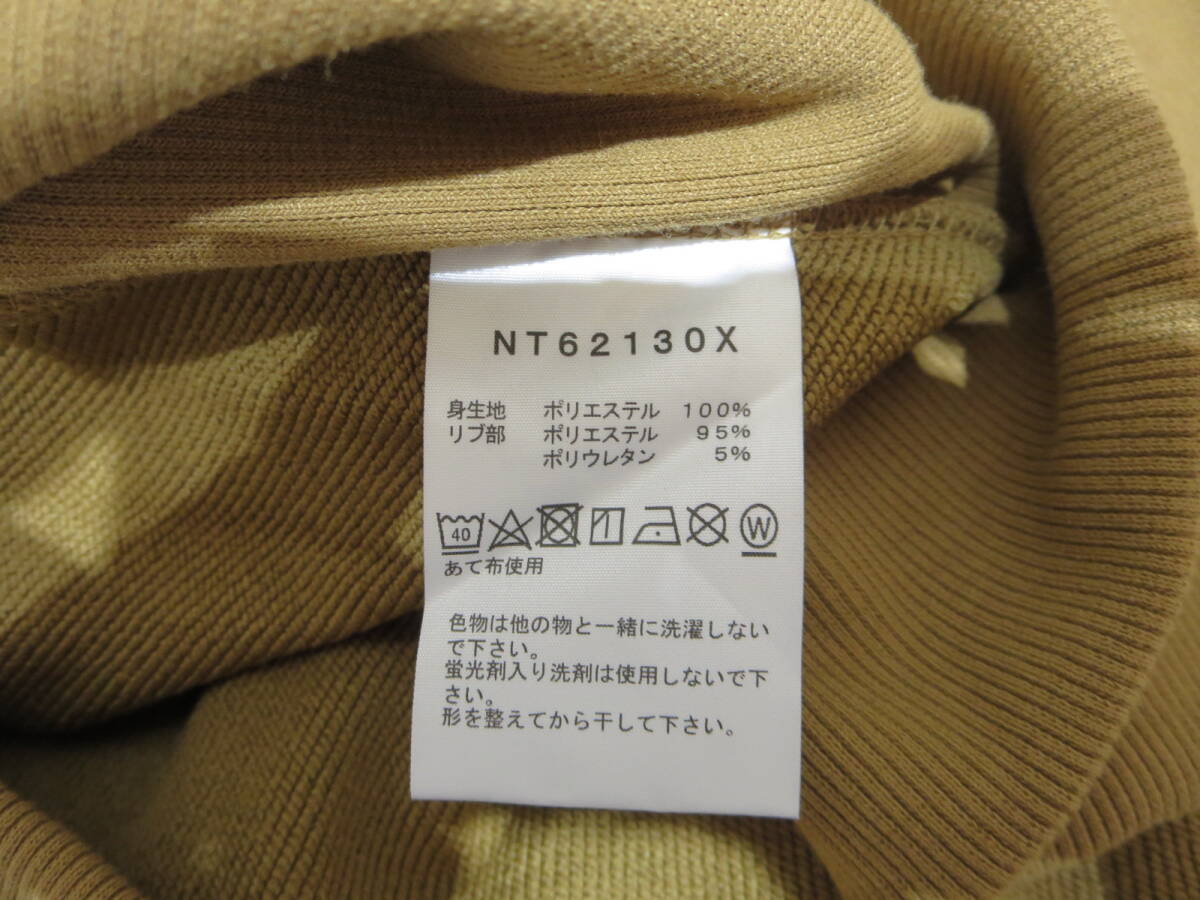 NT62130X
身生地 ポリエステル 100%
リブ部 ポリエステル 95%
ポリウレタン 5%
40 W
あて布使用
色物は他の物と一緒に洗濯しない
で下さい。
蛍光剤入り洗剤は使用しないで下
さい。
形を整えてから干して下さい。